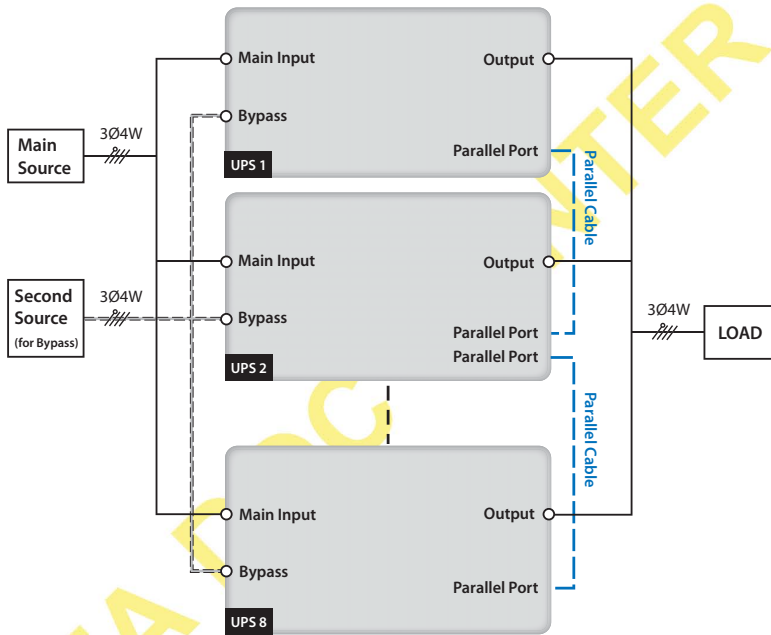 Main Input
Output
Bypass
Parallel Port
UPS 1
Parallel Cable
3Ø4W
Main
Source
Main Input
Output
3Ø4W
Second
Source
(for Bypass)
Bypass
Parallel Port
Parallel Port
UPS 2
3Ø4W
LOAD
Parallel Cable
Main Input
Output
Bypass
Parallel Port
UPS 8